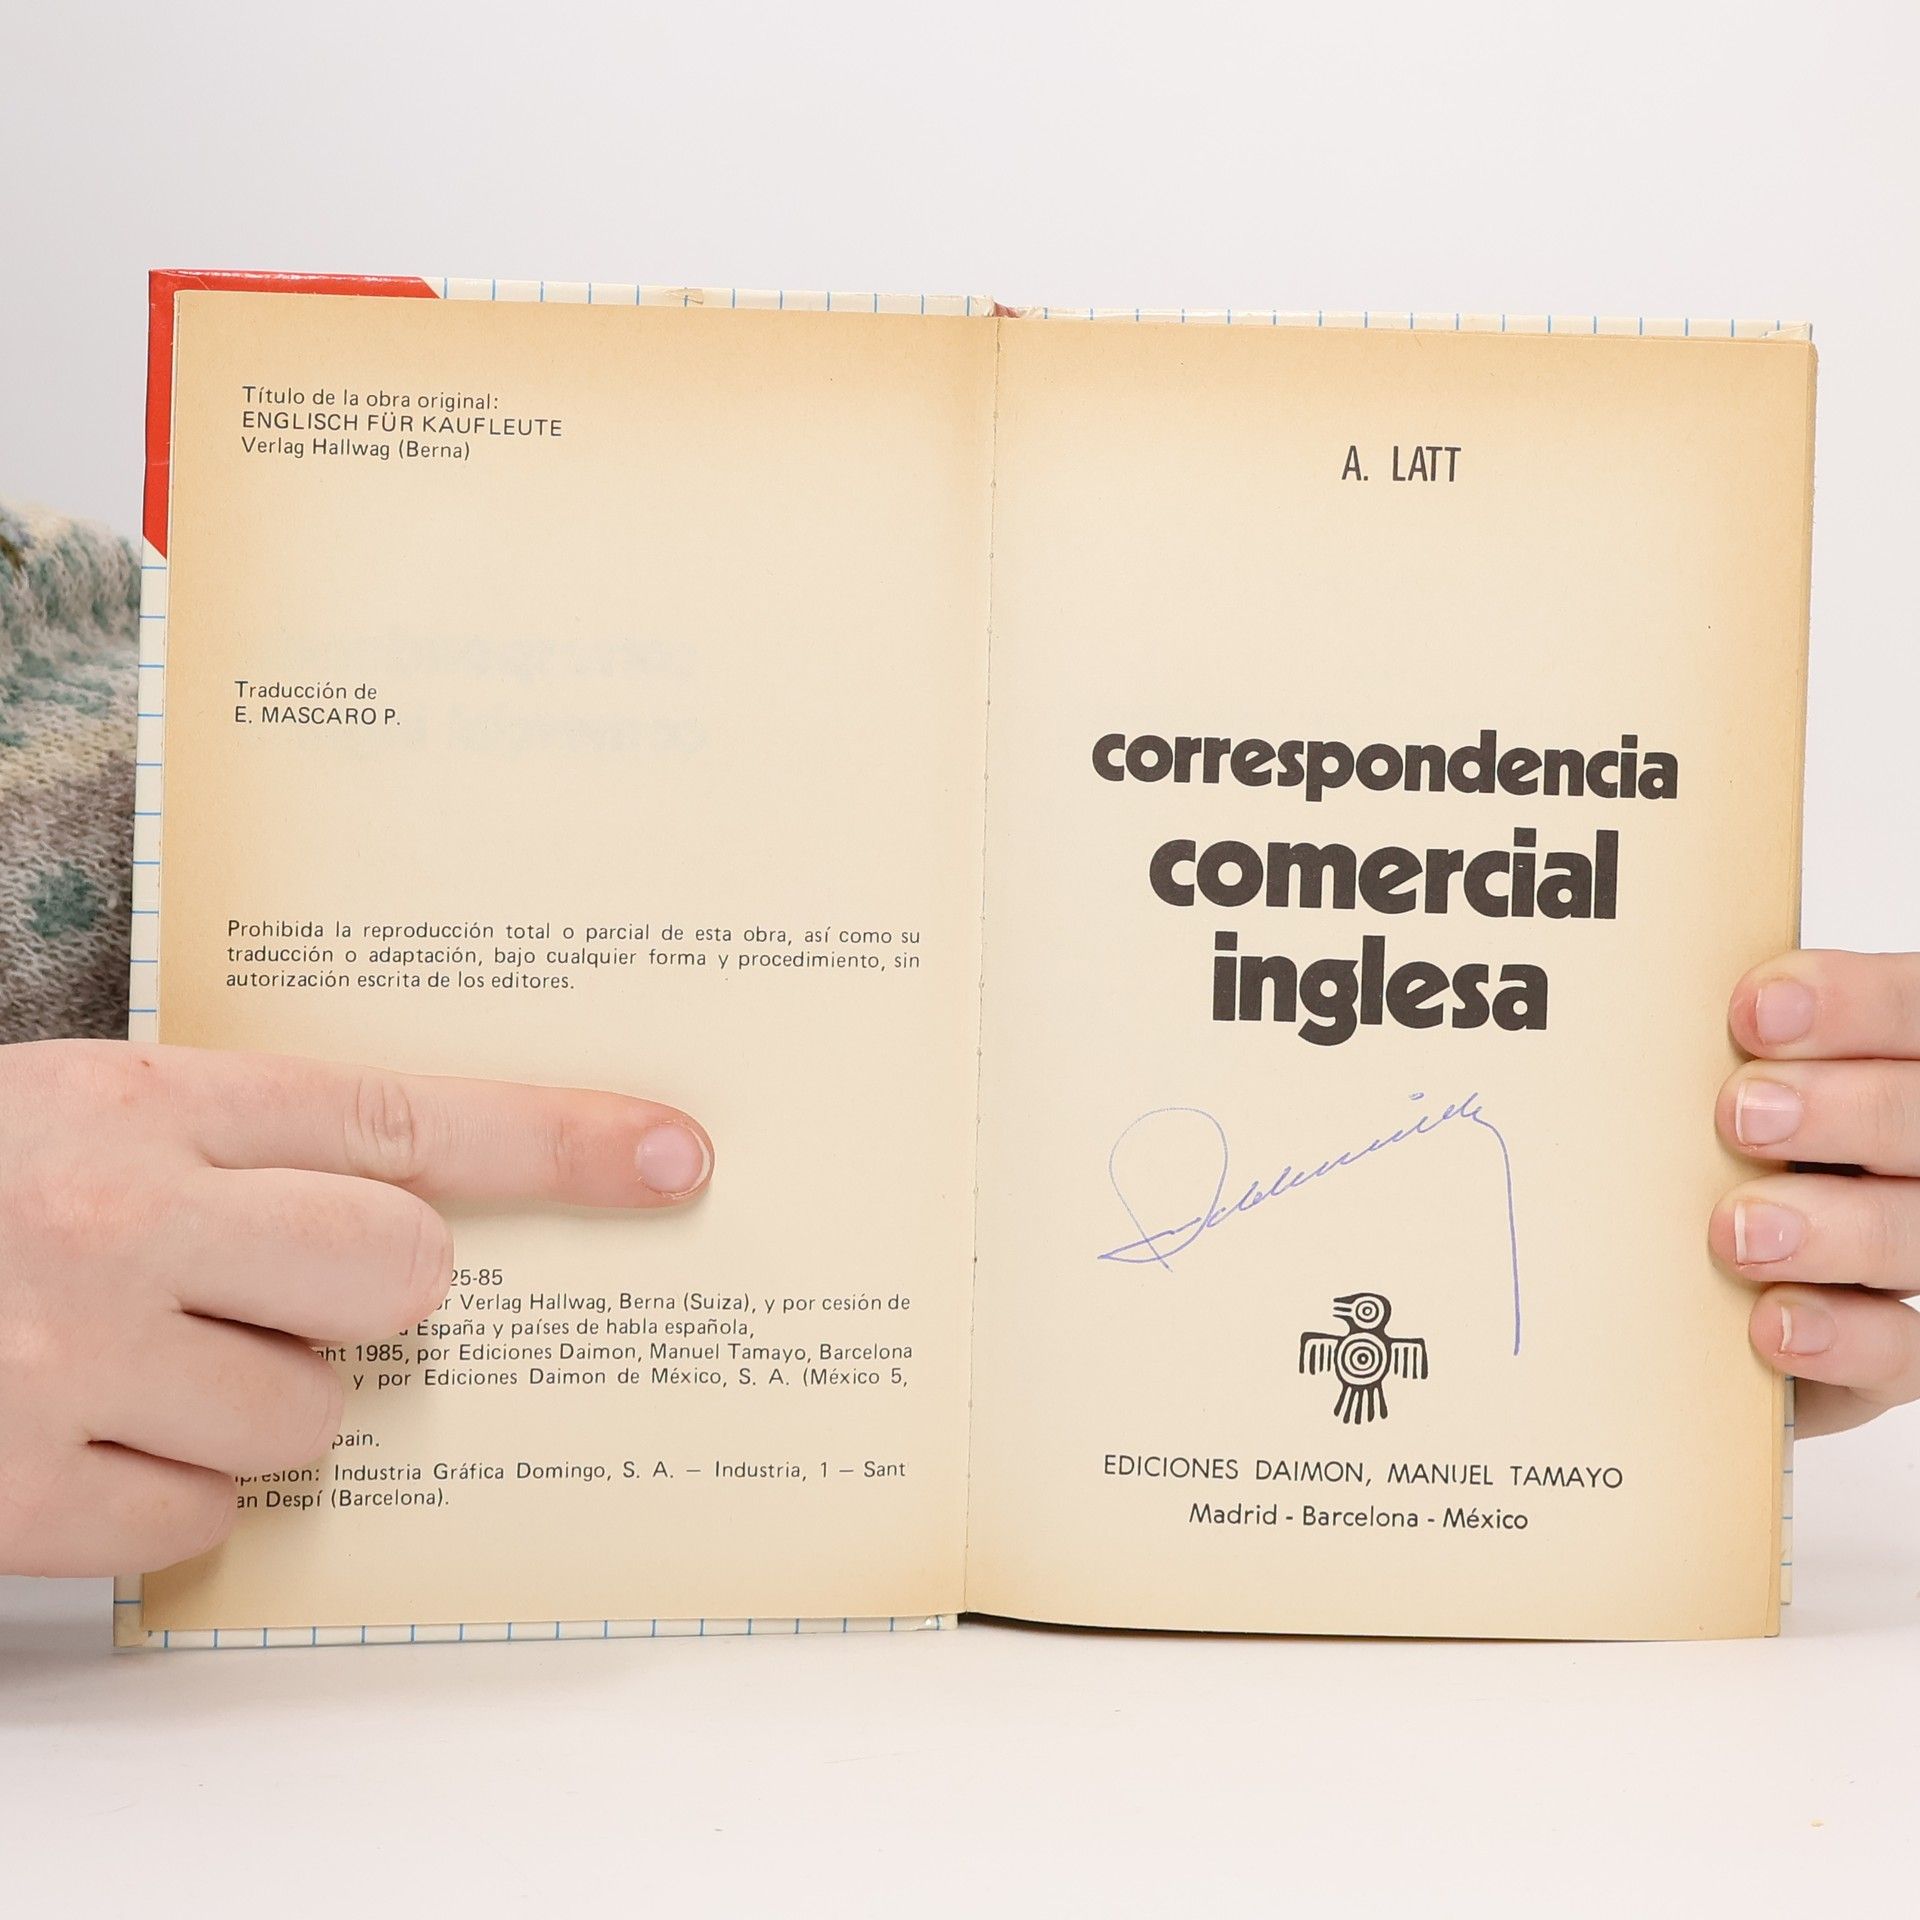 Título de la obra original:
ENGLISCH FÜR KAUFLEUTE
Verlag Hallwag (Berna)
Traducción de
E. MASCARO P.
Prohibida la reproducción total o parcial de esta obra, así como su
traducción o adaptación, bajo cualquier forma y procedimiento, sin
autorización escrita de los editores.
25-85
Verlag Hallwag, Berna (Suiza), y por cesión de
España y países de habla española,
1985, por Ediciones Daimon, Manuel Tamayo, Barcelona
y por Ediciones Daimon de México, S. A. (México 5,
pain.
presión: Industria Gráfica Domingo, S. A. — Industria, 1 — Sant
an Despí (Barcelona).
A. LATT
correspondencia
comercial
inglesa
EDICIONES DAIMON, MANUEL TAMAYO
Madrid - Barcelona - México